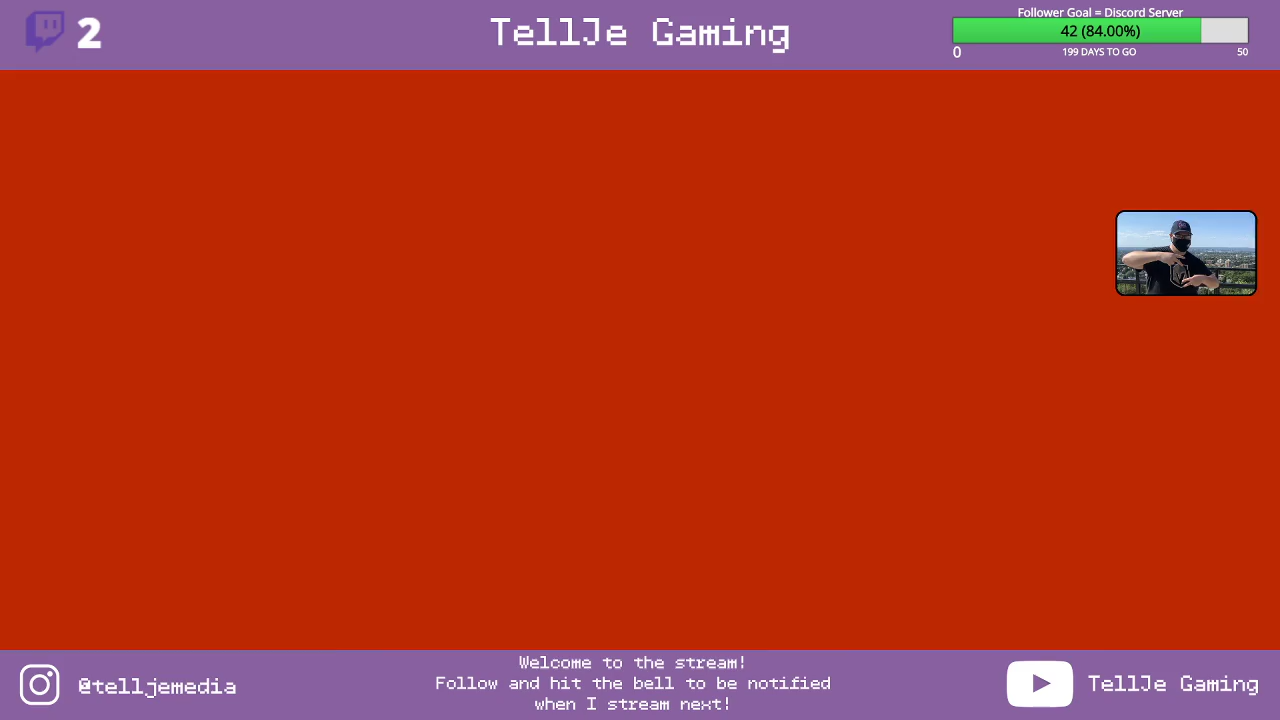 2
TellJe Gaming
Follower Goal = Discord Server
42 (84.00%)
0
199 DAYS TO GO
50
@telljemedia
Welcome to the stream!
Follow and hit the bell to be notified
when I stream next!
TellJe Gaming